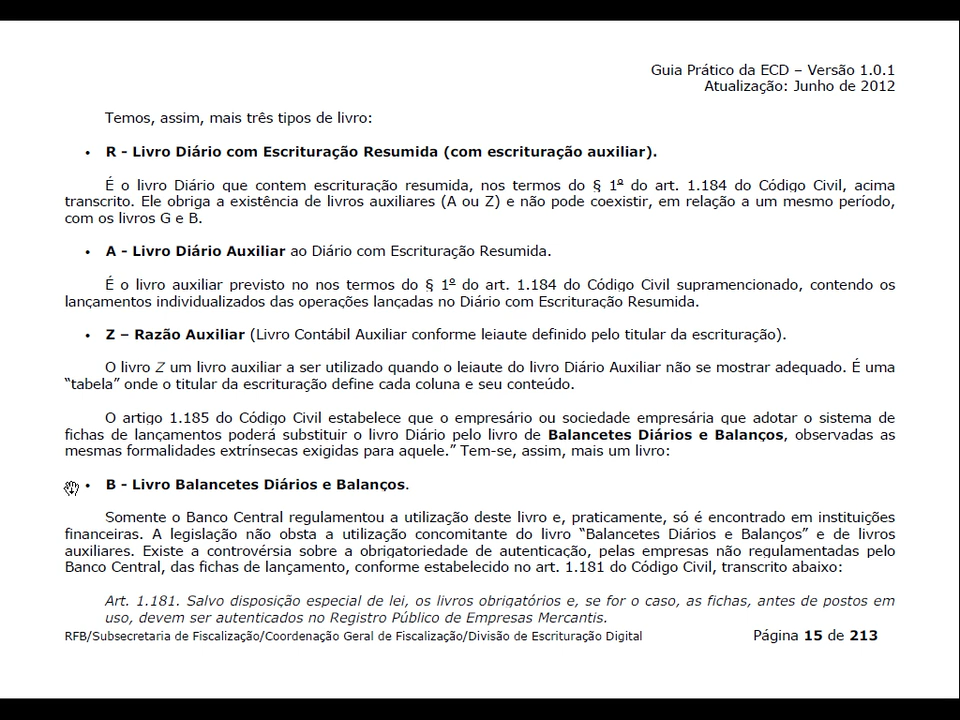 Guia Prático da ECD – Versão 1.0.1
Atualização: Junho de 2012
Temos, assim, mais três tipos de livro:
• R - Livro Diário com Escrituração Resumida (com escrituração auxiliar).
É o livro Diário que contem escrituração resumida, nos termos do § 1º do art. 1.184 do Código Civil, acima
transcrito. Ele obriga a existência de livros auxiliares (A ou Z) e não pode coexistir, em relação a um mesmo período,
com os livros G e B.
• A - Livro Diário Auxiliar ao Diário com Escrituração Resumida.
É o livro auxiliar previsto no nos termos do § 1º do art. 1.184 do Código Civil supramencionado, contendo os
lançamentos individualizados das operações lançadas no Diário com Escrituração Resumida.
• Z – Razão Auxiliar (Livro Contábil Auxiliar conforme leiaute definido pelo titular da escrituração).
O livro Z um livro auxiliar a ser utilizado quando o leiaute do livro Diário Auxiliar não se mostrar adequado. É uma
“tabela” onde o titular da escrituração define cada coluna e seu conteúdo.
O artigo 1.185 do Código Civil estabelece que o empresário ou sociedade empresária que adotar o sistema de
fichas de lançamentos poderá substituir o livro Diário pelo livro de Balancetes Diários e Balanços, observadas as
mesmas formalidades extrínsecas exigidas para aquele.” Tem-se, assim, mais um livro:
• B - Livro Balancetes Diários e Balanços.
Somente o Banco Central regulamentou a utilização deste livro e, praticamente, só é encontrado em instituições
financeiras. A legislação não obsta a utilização concomitante do livro “Balancetes Diários e Balanços” e de livros
auxiliares. Existe a controvérsia sobre a obrigatoriedade de autenticação, pelas empresas não regulamentadas pelo
Banco Central, das fichas de lançamento, conforme estabelecido no art. 1.181 do Código Civil, transcrito abaixo:
Art. 1.181. Salvo disposição especial de lei, os livros obrigatórios e, se for o caso, as fichas, antes de postos em
uso, devem ser autenticados no Registro Público de Empresas Mercantis.
RFB/Subsecretaria de Fiscalização/Coordenação Geral de Fiscalização/Divisão de Escrituração Digital
Página 15 de 213